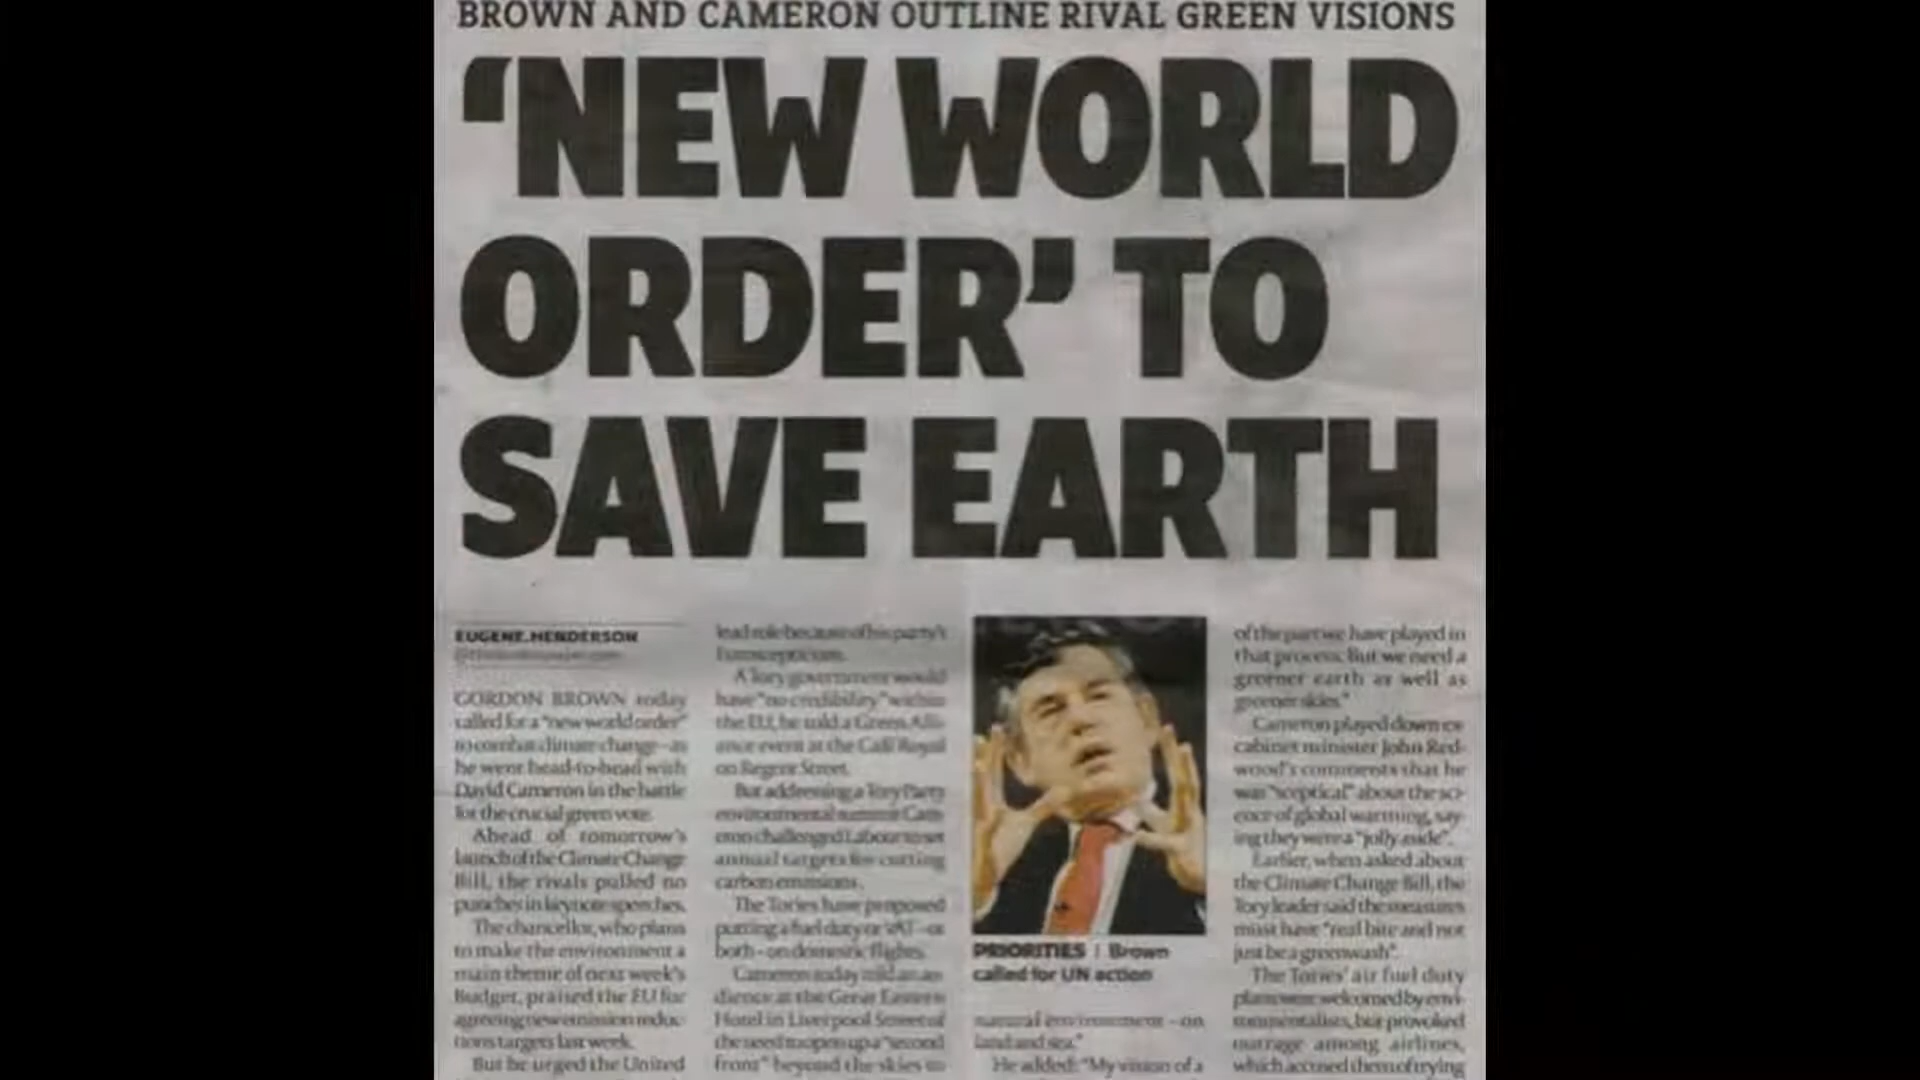 BROWN AND CAMERON OUTLINE RIVAL GREEN VISIONS
‘NEW WORLD
ORDER’ TO
SAVE EARTH
EUGENE HENDERSON
GORDON BROWN today
called for a "new world order"
to combat climate change – as
he went head-to-head with
David Cameron in the battle
for the crucial green vote.
Ahead of tomorrow's
launch of the Climate Change
Bill, the rivals pulled no
punches in keynote speeches.
The chancellor, who plans
to make the environment a
main theme of next week's
Budget, praised the EU for
agreeing new emission reduc-
tions targets last week.
But he urged the United
lead role because of his party's
Euroscepticism.
A Tory government would
have "no credibility" within
the EU, he told a Green Alli-
ance event at the Café Royal
on Regent Street.
But addressing a Tory Party
environmental summit Cam-
eron challenged Labour to set
annual targets for cutting
carbon emissions.
The Tories have proposed
putting a fuel duty or VAT – or
both – on domestic flights.
Cameron today told an au-
dience at the Great Eastern
Hotel in Liverpool Street of
the need to open up a "second
front" beyond the skies to
PRIORITIES | Brown
called for UN action
natural environment – on
land and sea."
He added: "My vision of a
of the part we have played in
that process. But we need a
greener earth as well as
greener skies."
Cameron played down ex-
cabinet minister John Red-
wood's comments that he
was "sceptical" about the sci-
ence of global warming, say-
ing they were a "jolly aside".
Earlier, when asked about
the Climate Change Bill, the
Tory leader said the measures
must have "real bite and not
just be a greenwash".
The Tories' air fuel duty
plans were welcomed by envi-
ronmentalists, but provoked
outrage among airlines,
which accused them of trying